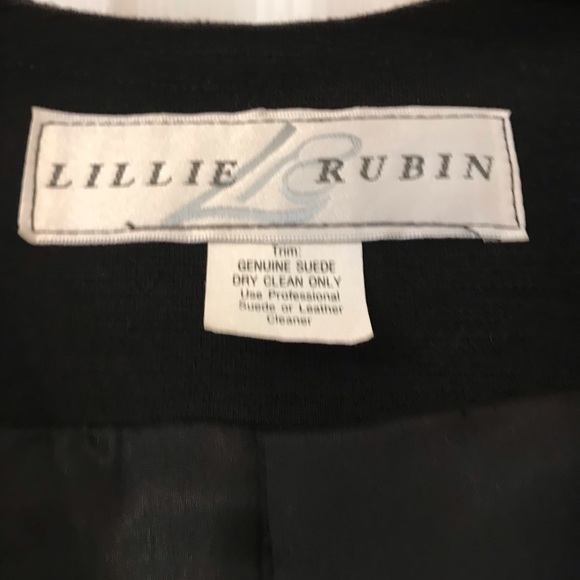 LILLIE LR RUBIN
Trim:
GENUINE SUEDE
DRY CLEAN ONLY
Use Professional
Suede or Leather
Cleaner